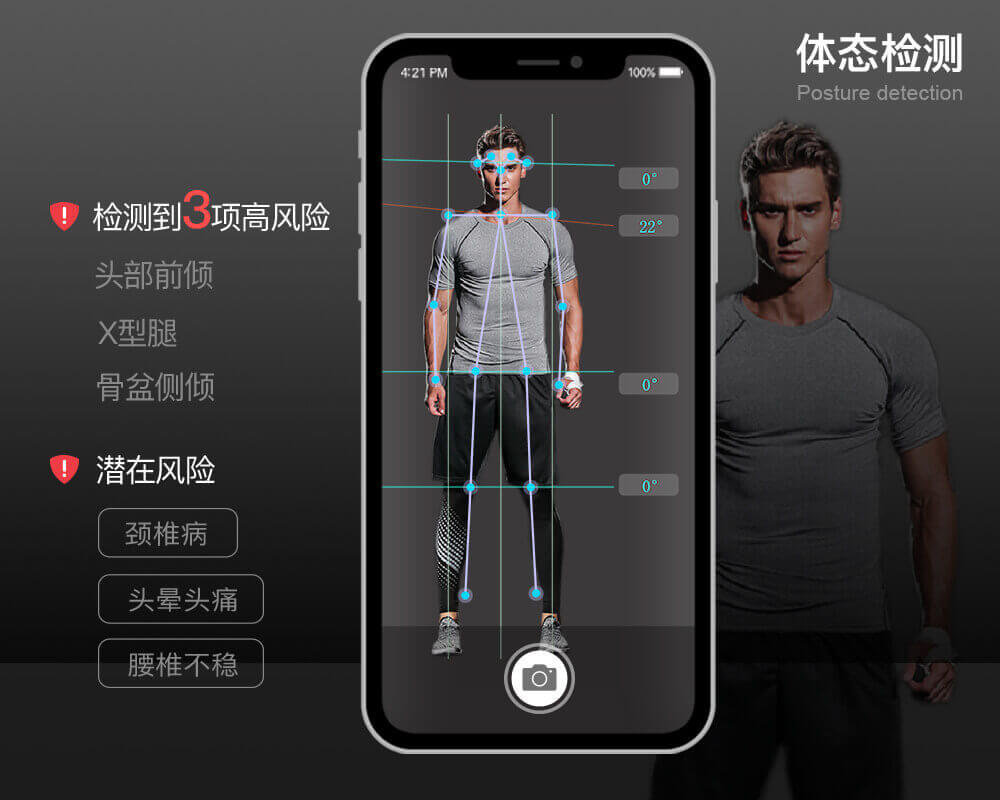 体态检测
Posture detection
4:21 PM
100%
0°
22°
0°
0°
检测到3项高风险
头部前倾
X型腿
骨盆侧倾
潜在风险
颈椎病
头晕头痛
腰椎不稳